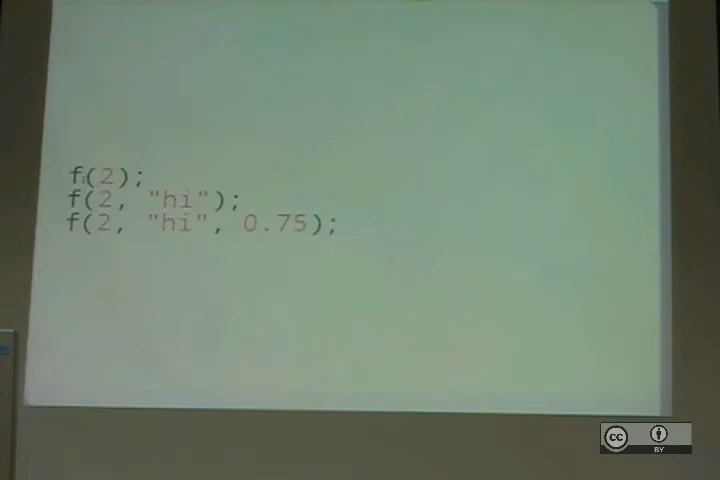 f(2);
f(2, "hi");
f(2, "hi", 0.75);
cc
BY